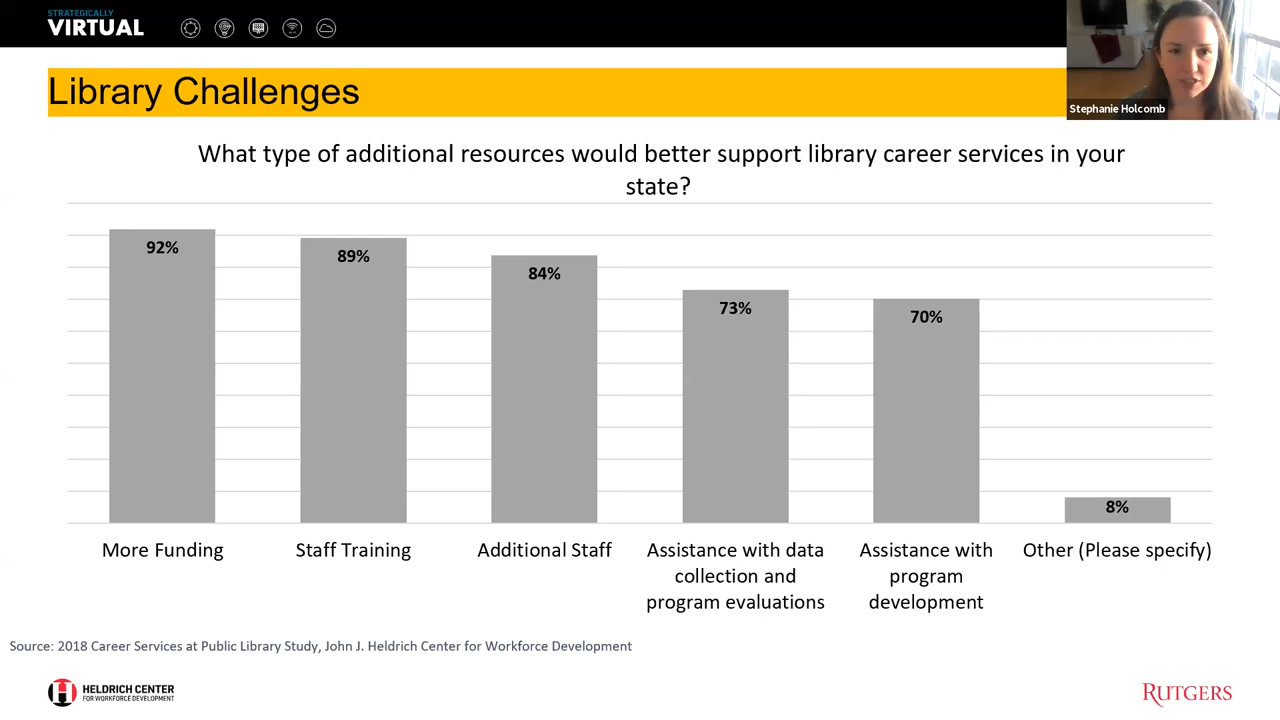 STRATEGICALLY
VIRTUAL
Stephanie Holcomb
Library Challenges
What type of additional resources would better support library career services in your
state?
92%
89%
84%
73%
70%
8%
More Funding
Staff Training
Additional Staff
Assistance with data
collection and
program evaluations
Assistance with
program
development
Other (Please specify)
Source: 2018 Career Services at Public Library Study, John J. Heldrich Center for Workforce Development
HELDRICH CENTER
FOR WORKFORCE DEVELOPMENT
RUTGERS